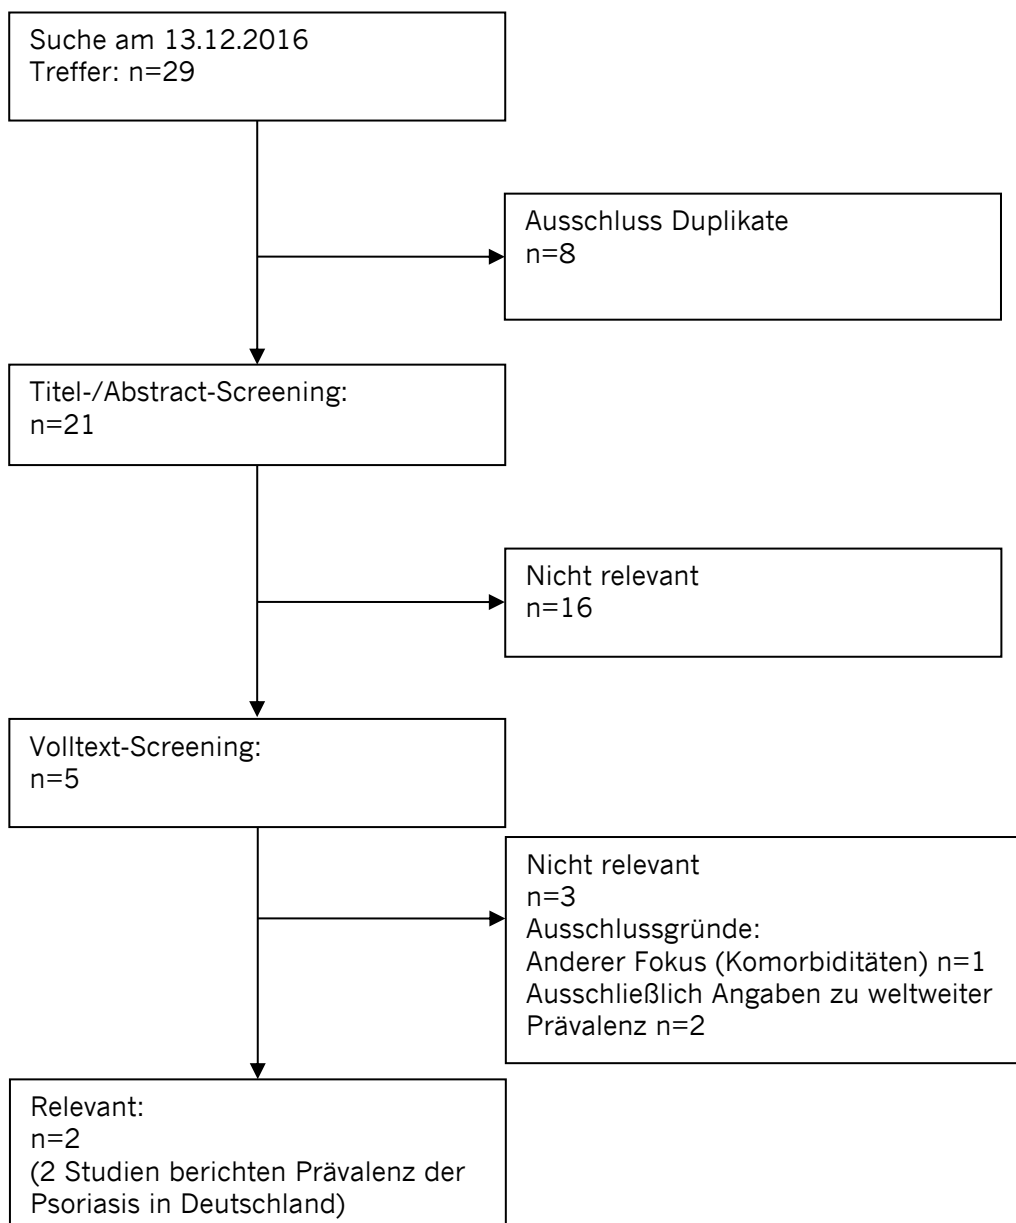 Suche am 13.12.2016
Treffer: n=29
Ausschluss Duplikate
n=8
Titel-/Abstract-Screening:
n=21
Nicht relevant
n=16
Volltext-Screening:
n=5
Nicht relevant
n=3
Ausschlussgründe:
Anderer Fokus (Komorbiditäten) n=1
Ausschließlich Angaben zu weltweiter
Prävalenz n=2
Relevant:
n=2
(2 Studien berichten Prävalenz der
Psoriasis in Deutschland)